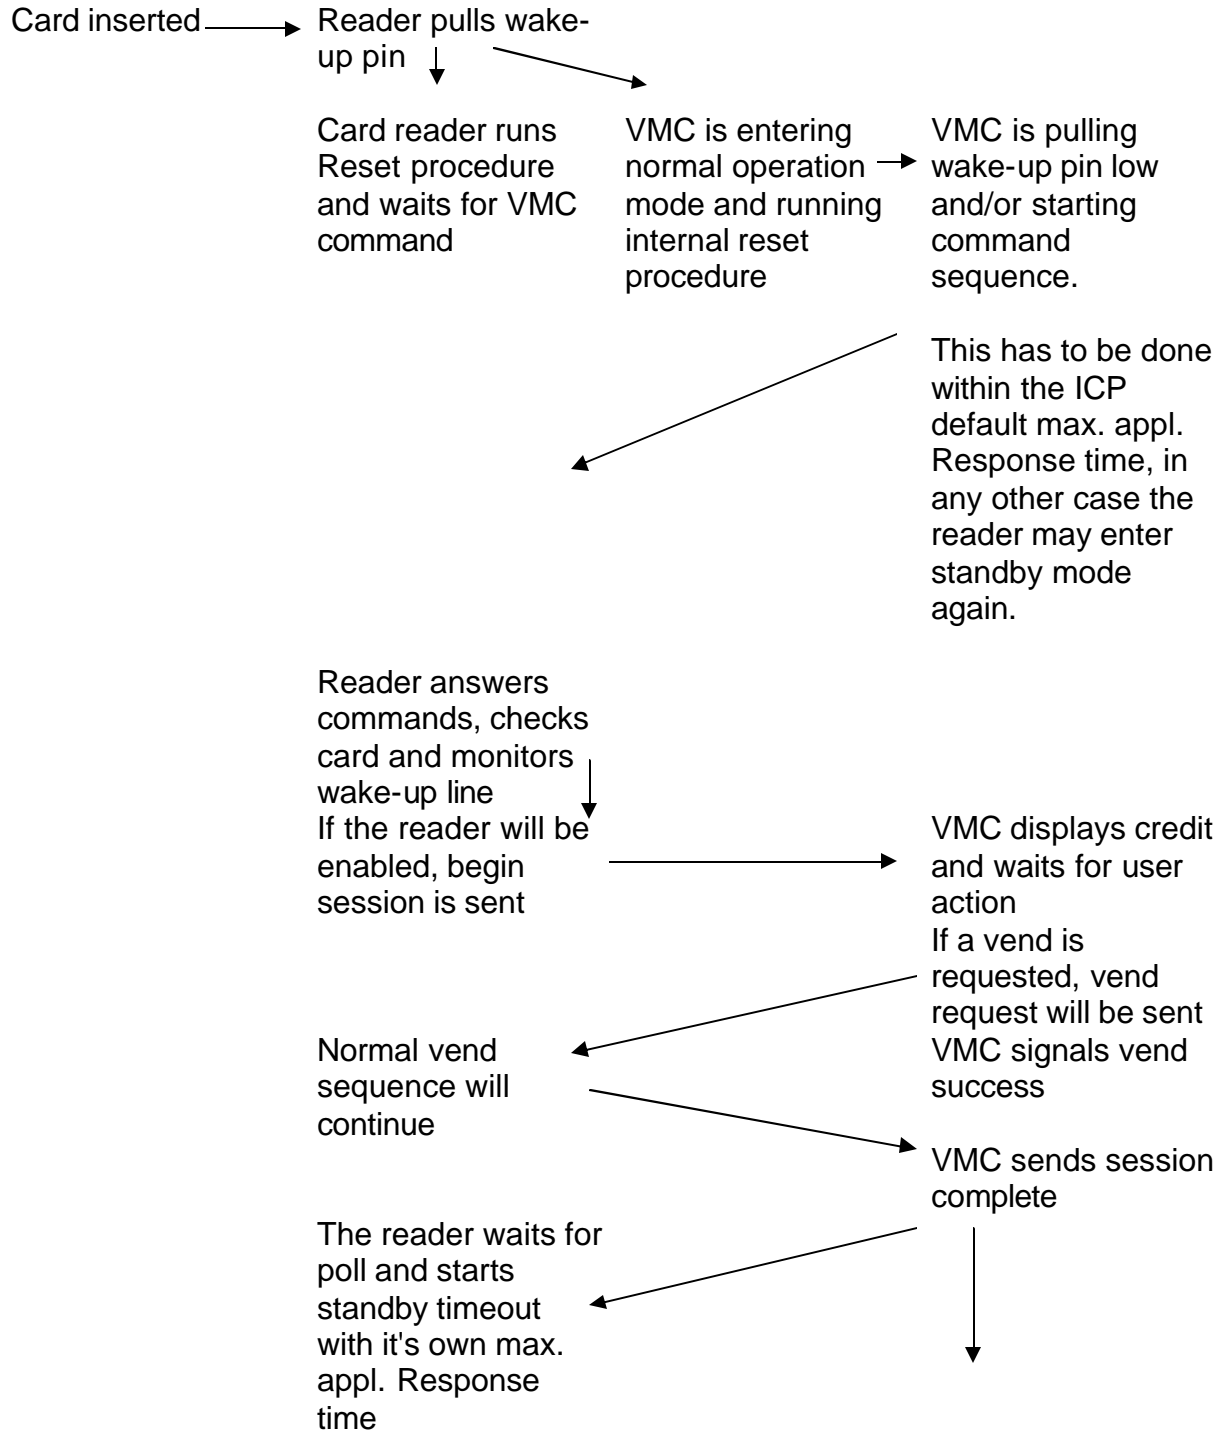 Card inserted
Reader pulls wake-
up pin
Card reader runs
Reset procedure
and waits for VMC
command
VMC is entering
normal operation
mode and running
internal reset
procedure
VMC is pulling
wake-up pin low
and/or starting
command
sequence.
This has to be done
within the ICP
default max. appl.
Response time, in
any other case the
reader may enter
standby mode
again.
Reader answers
commands, checks
card and monitors
wake-up line
If the reader will be
enabled, begin
session is sent
VMC displays credit
and waits for user
action
If a vend is
requested, vend
request will be sent
Normal vend
sequence will
continue
VMC signals vend
success
VMC sends session
complete
The reader waits for
poll and starts
standby timeout
with it's own max.
appl. Response
time